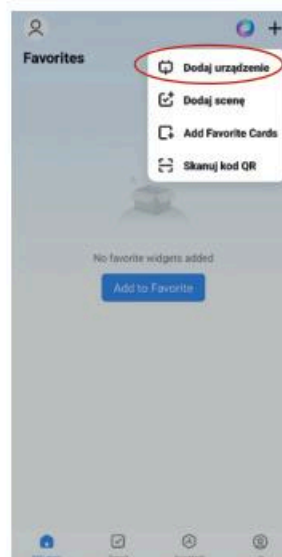 Favorites
Dodaj urządzenie
Dodaj scenę
Add Favorite Cards
Skanuj kod QR
No favorite widgets added
Add to Favorite